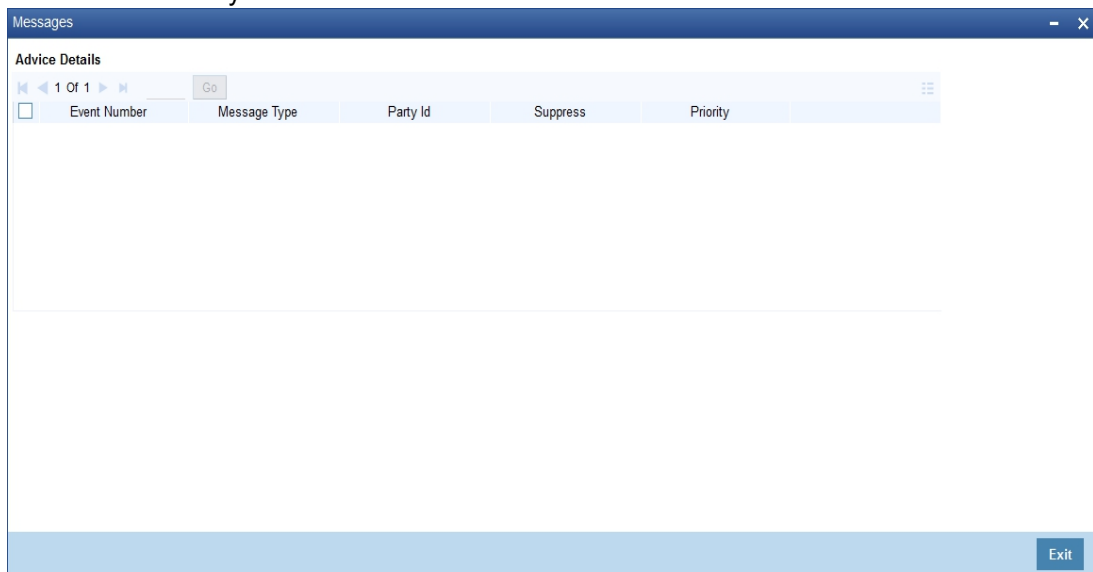 Messages
Advice Details
1 Of 1 Go
Event Number Message Type Party Id Suppress Priority
Exit